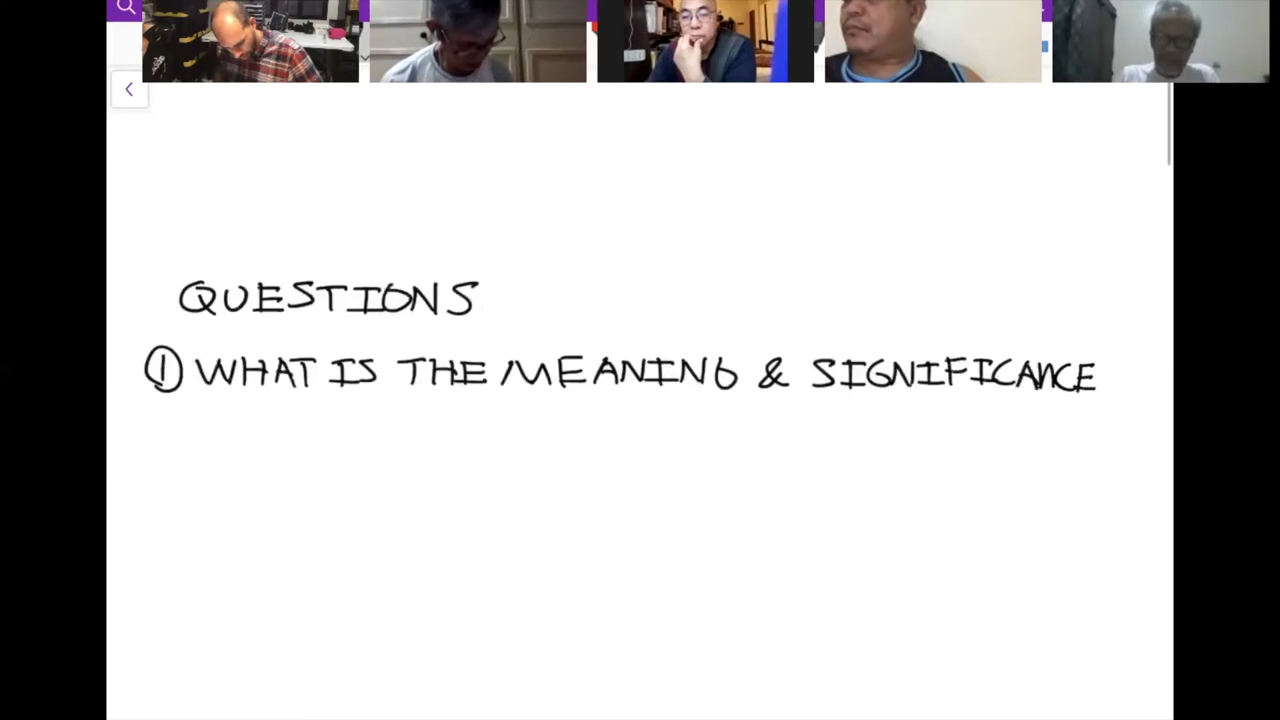 QUESTIONS
① WHAT IS THE MEANING & SIGNIFICANCE